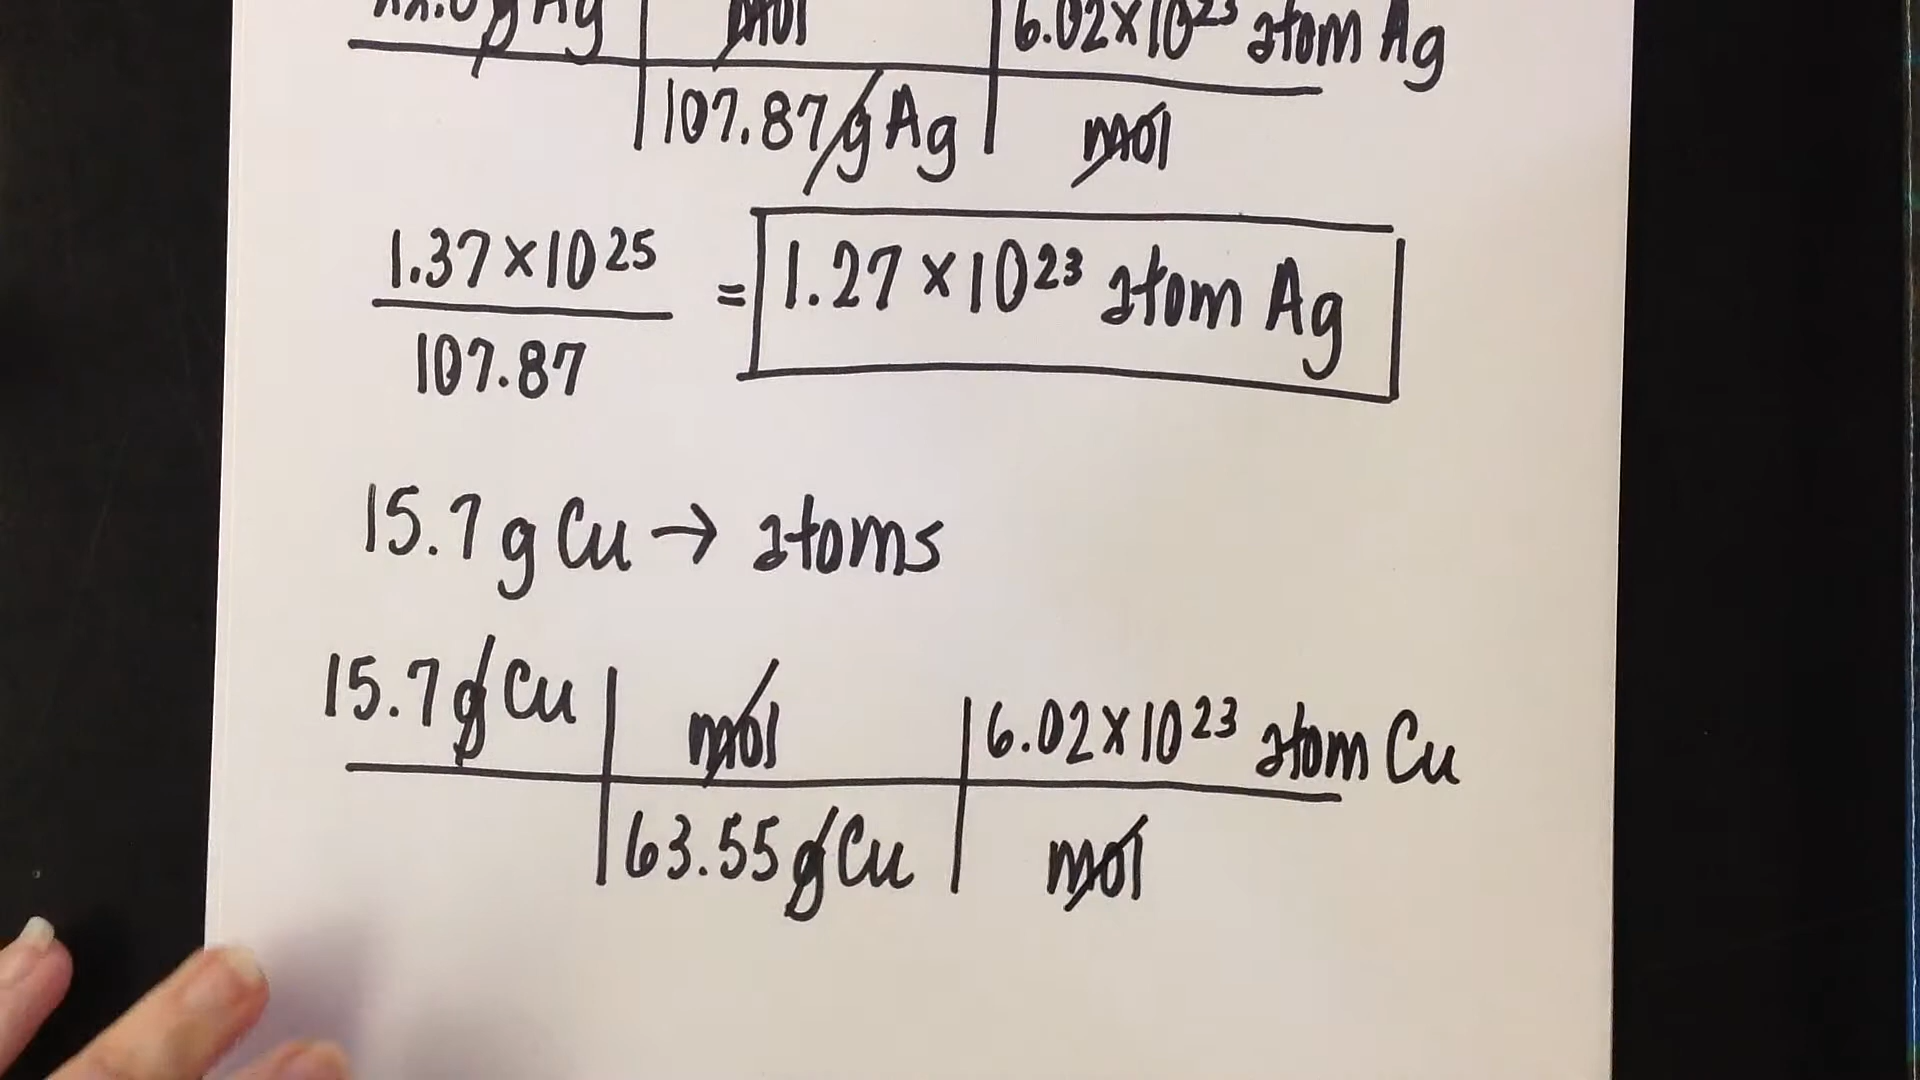 g Ag | mol | 6.02×10²³ atom Ag
107.87 g Ag | mol
1.37×10²⁵
107.87
= 1.27×10²³ atom Ag
15.7 g Cu → atoms
15.7 g Cu | mol | 6.02×10²³ atom Cu
63.55 g Cu | mol